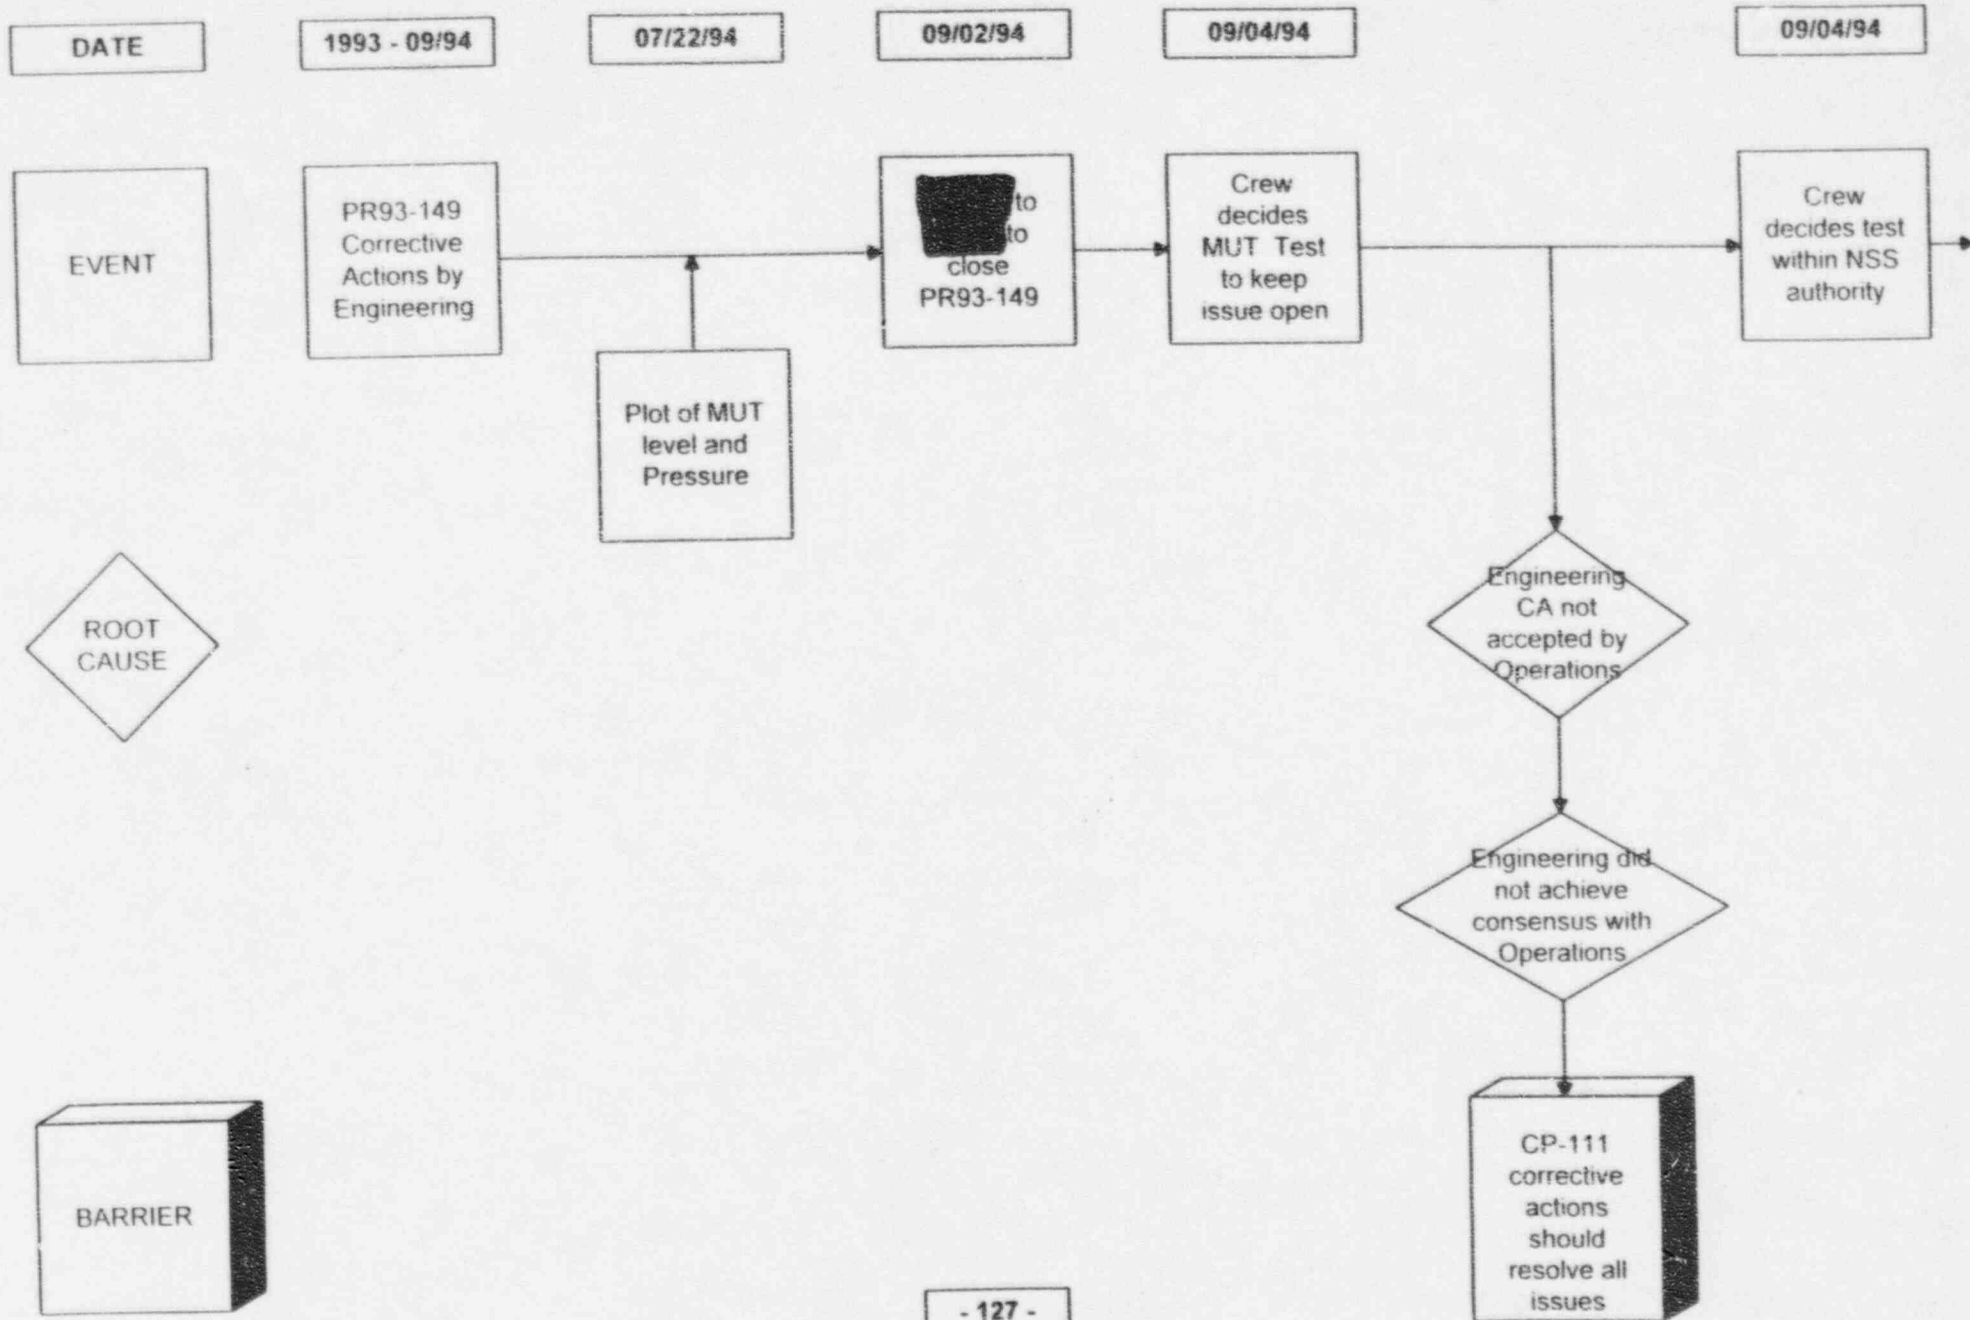 DATE
1993 - 09/94
07/22/94
09/02/94
09/04/94
09/04/94
EVENT
PR93-149
Corrective
Actions by
Engineering
Plot of MUT
level and
Pressure
to
to
close
PR93-149
Crew
decides
MUT Test
to keep
issue open
Crew
decides test
within NSS
authority
ROOT
CAUSE
Engineering
CA not
accepted by
Operations
Engineering did
not achieve
consensus with
Operations
BARRIER
CP-111
corrective
actions
should
resolve all
issues
- 127 -